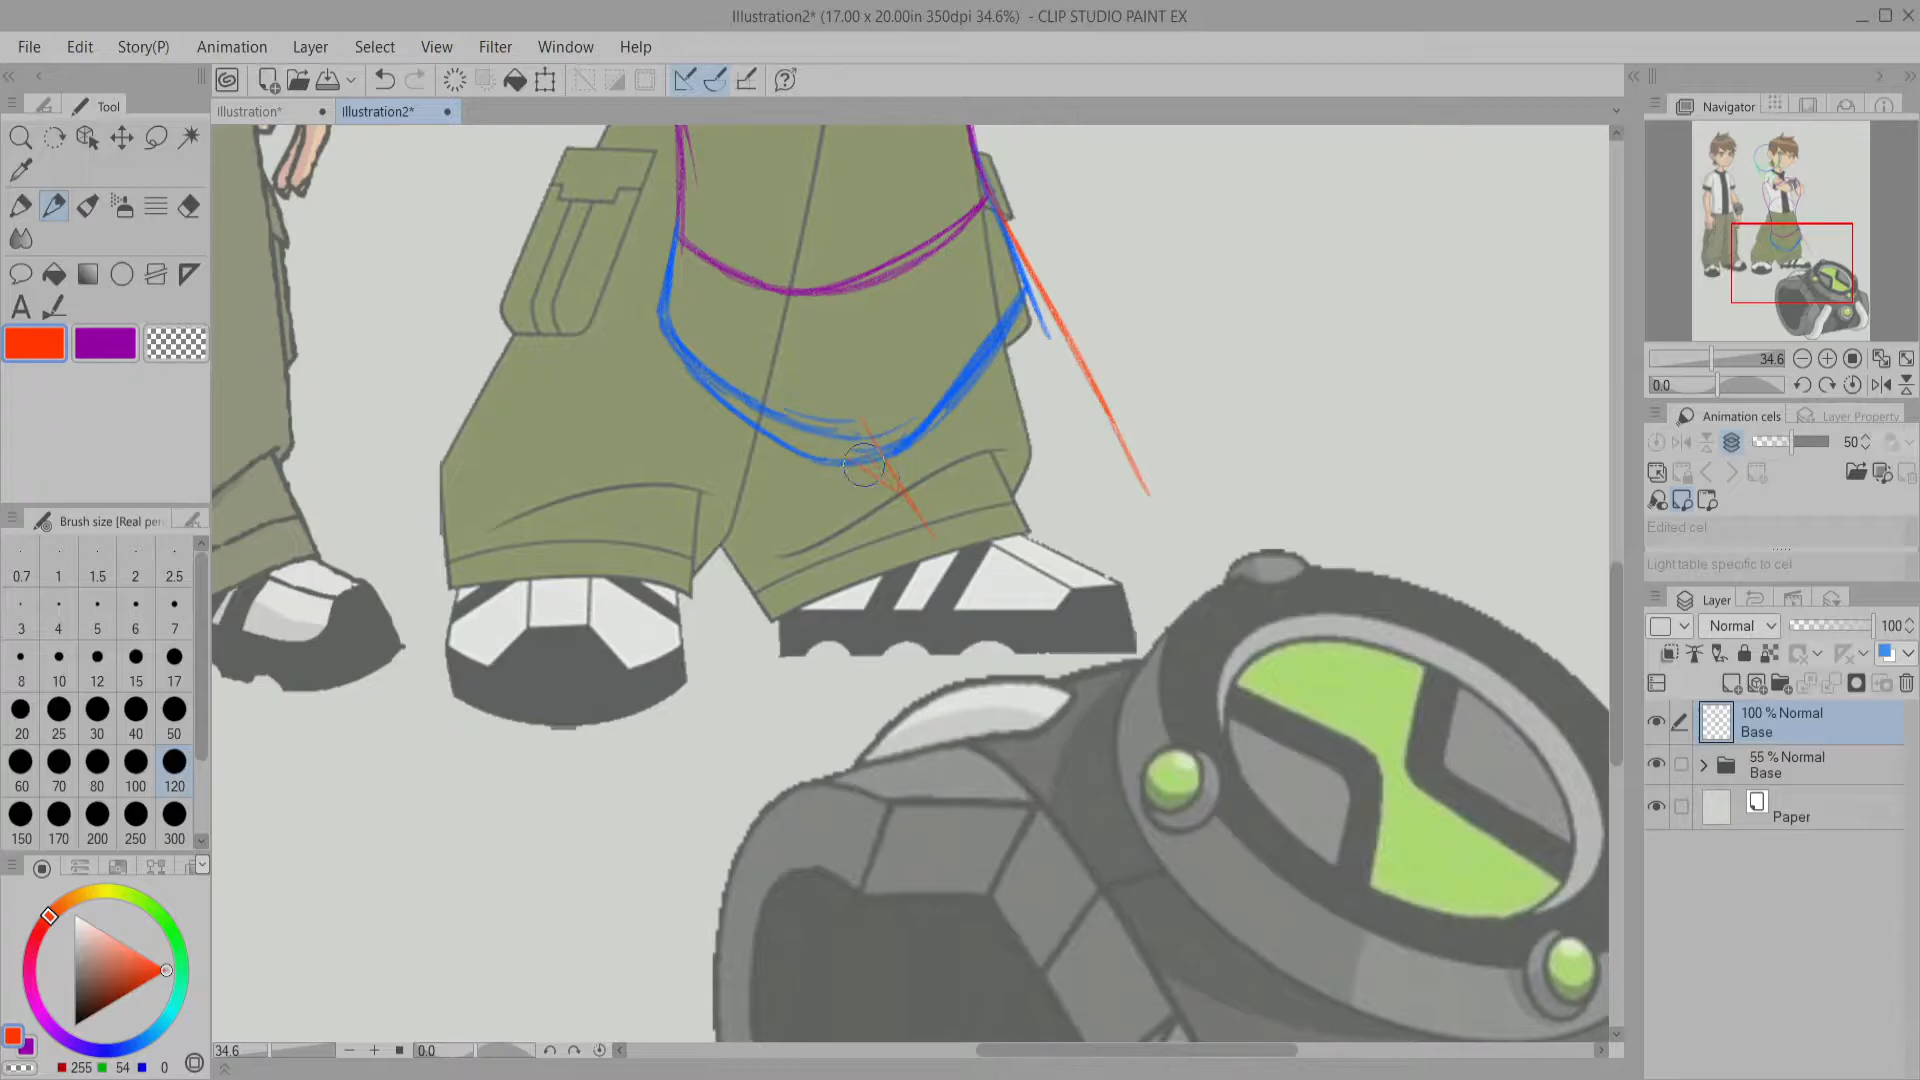 Illustration2* (17.00 x 20.00in 350dpi 34.6%) - CLIP STUDIO PAINT EX
File Edit Story(P) Animation Layer Select View Filter Window Help
Tool
Illustration* Illustration2*
Navigator
A
34.6
0.0
Animation cels Layer Property
50
Edited cel
Light table specific to cel
Brush size [Real pen
0.7 1 1.5 2 2.5
3 4 5 6 7
8 10 12 15 17
20 25 30 40 50
60 70 80 100 120
150 170 200 250 300
Layer
Normal 100
100 % Normal
Base
55 % Normal
Base
Paper
34.6 0.0
255 54 0